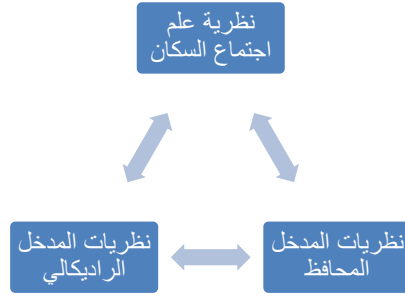 نظرية علم
اجتماع السكان
نظريات المدخل
المحافظ
نظريات المدخل
الراديكالي